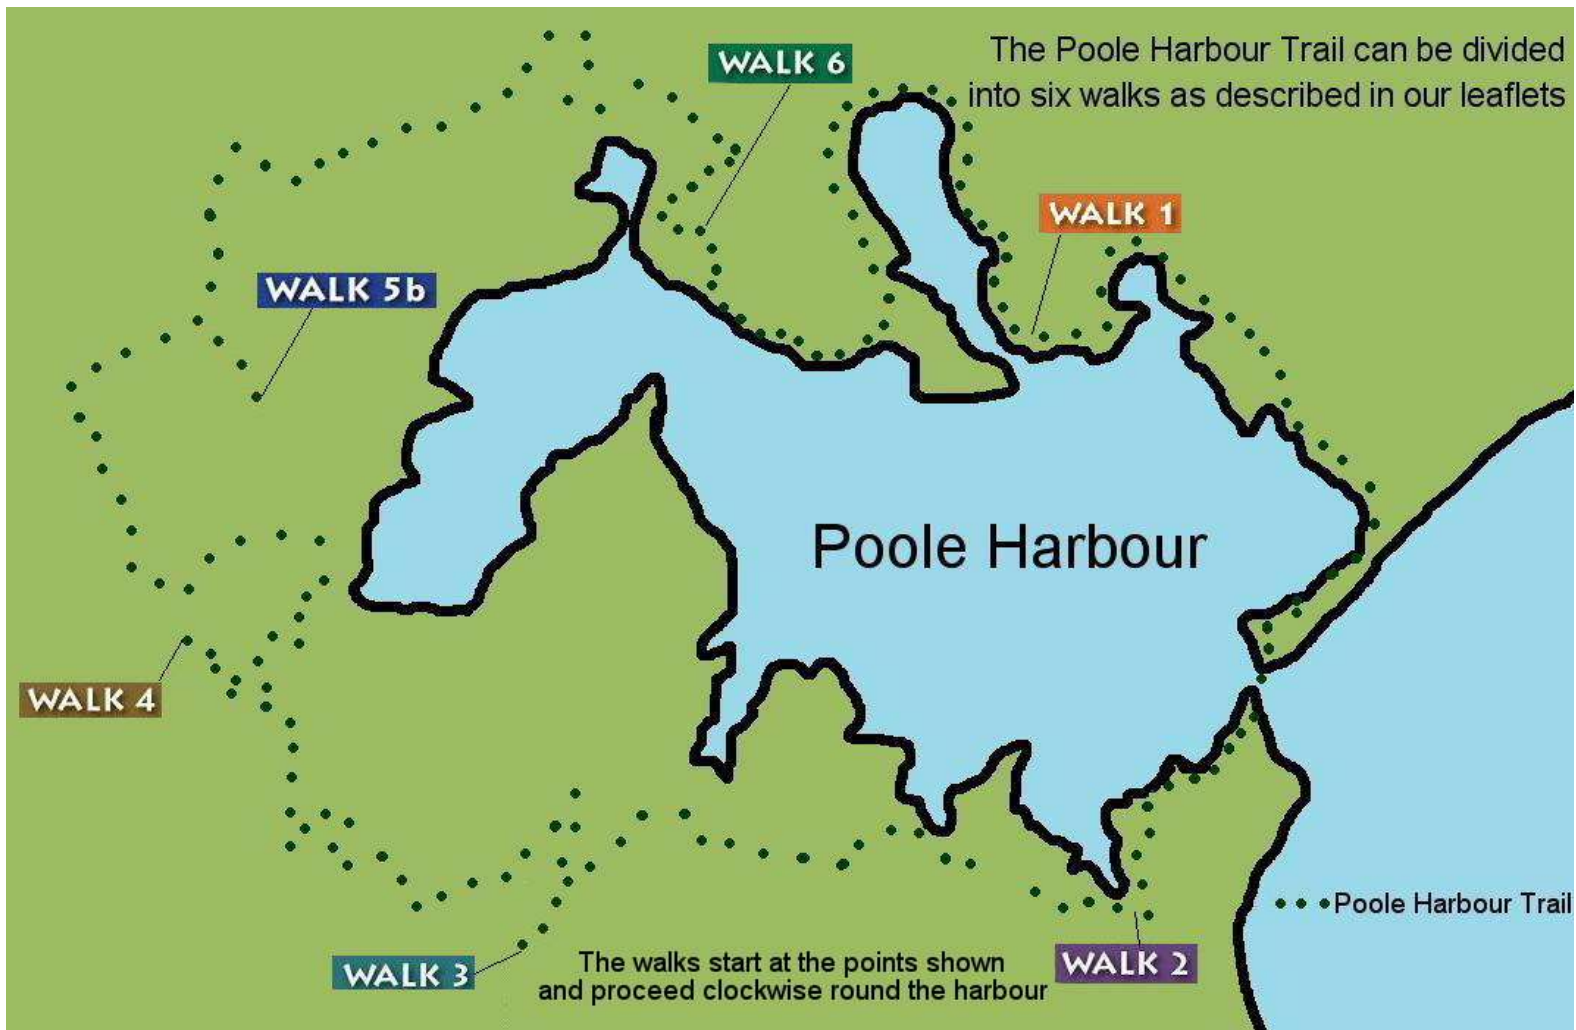 The Poole Harbour Trail can be divided
into six walks as described in our leaflets
WALK 6
WALK 1
WALK 5b
Poole Harbour
WALK 4
Poole Harbour Trail
WALK 3
The walks start at the points shown
and proceed clockwise round the harbour
WALK 2